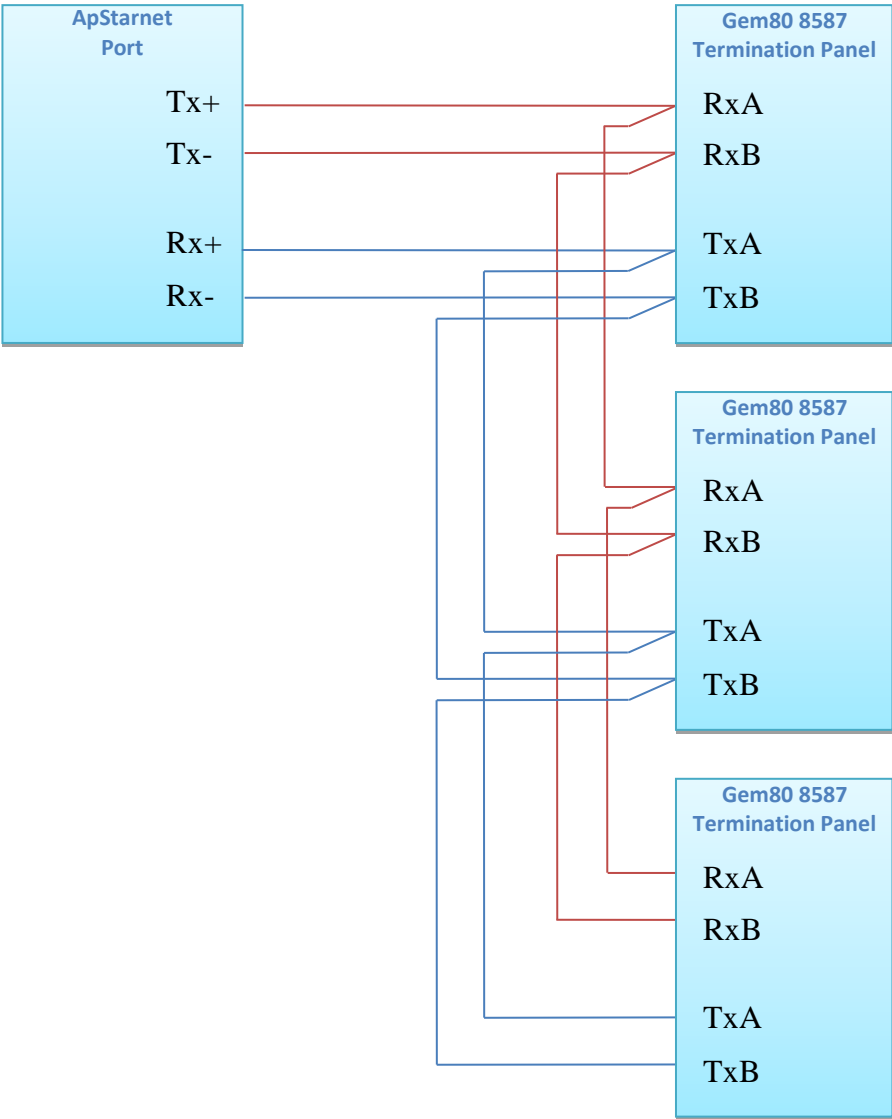 ApStarnet
Port
Tx+
Tx-
Rx+
Rx-
Gem80 8587
Termination Panel
RxA
RxB
TxA
TxB
Gem80 8587
Termination Panel
RxA
RxB
TxA
TxB
Gem80 8587
Termination Panel
RxA
RxB
TxA
TxB